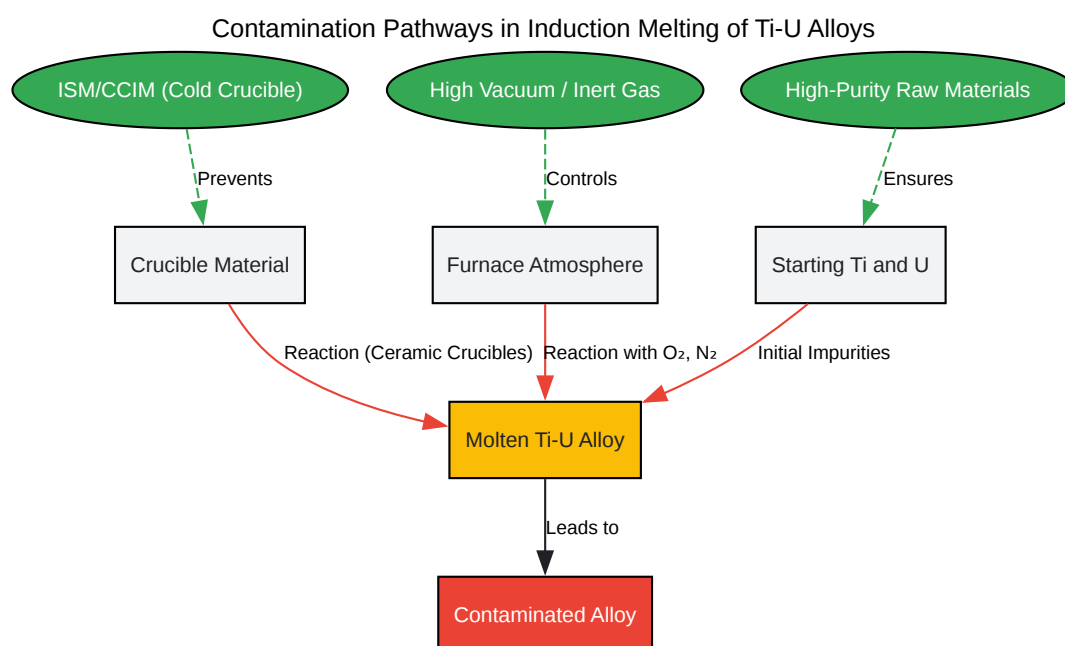 Contamination Pathways in Induction Melting of Ti-U Alloys
ISM/CCIM (Cold Crucible)
High Vacuum / Inert Gas
High-Purity Raw Materials
Prevents
Controls
Ensures
Crucible Material
Furnace Atmosphere
Starting Ti and U
Reaction (Ceramic Crucibles)
Reaction with O₂, N₂
Initial Impurities
Molten Ti-U Alloy
Leads to
Contaminated Alloy